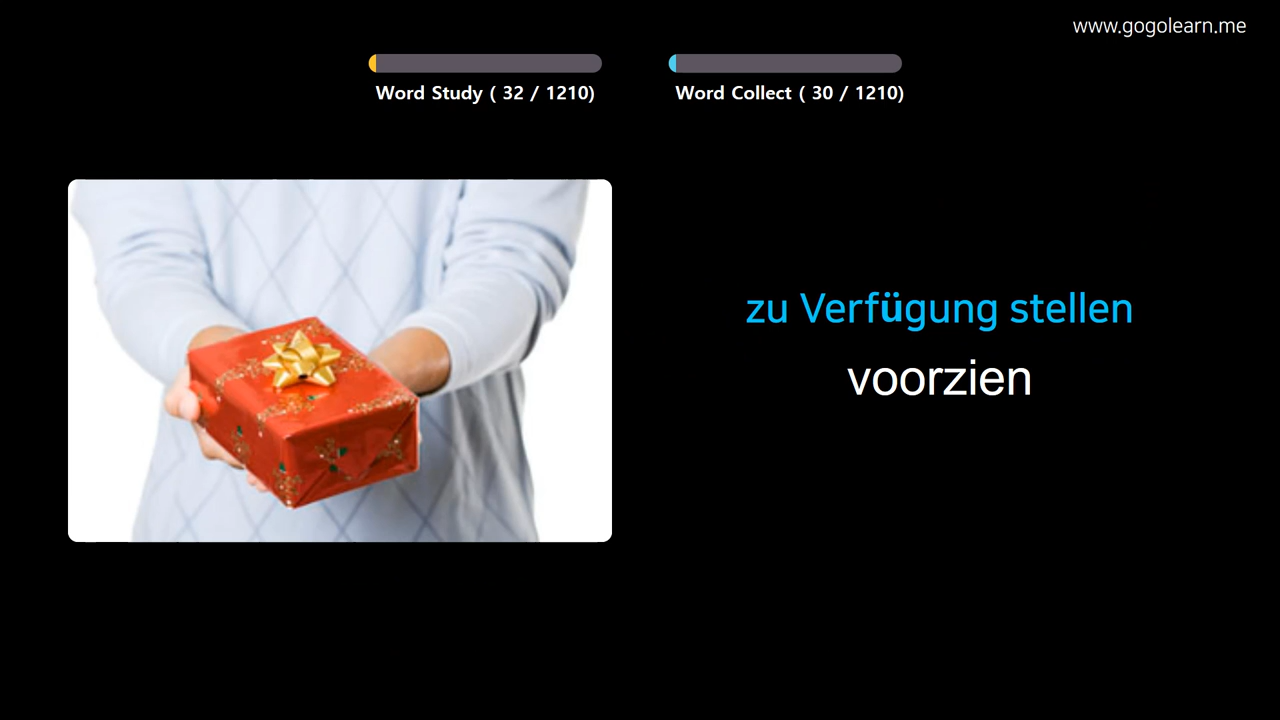 www.gogolearn.me
Word Study ( 32 / 1210)
Word Collect ( 30 / 1210)
zu Verfügung stellen
voorzien